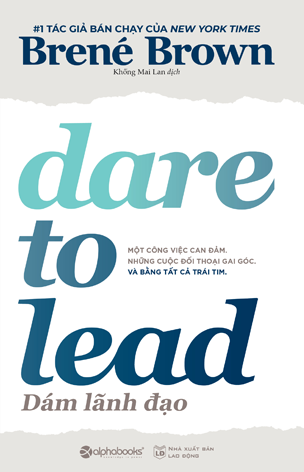 #1 TÁC GIẢ BÁN CHẠY CỦA NEW YORK TIMES
Brené Brown
Khổng Mai Lan dịch
dare
to
MỘT CÔNG VIỆC CAN ĐẢM.
NHỮNG CUỘC ĐỐI THOẠI GAI GÓC.
VÀ BẰNG TẤT CẢ TRÁI TIM.
lead
Dám lãnh đạo
alphabooks
NHÀ XUẤT BẢN
LAO ĐỘNG